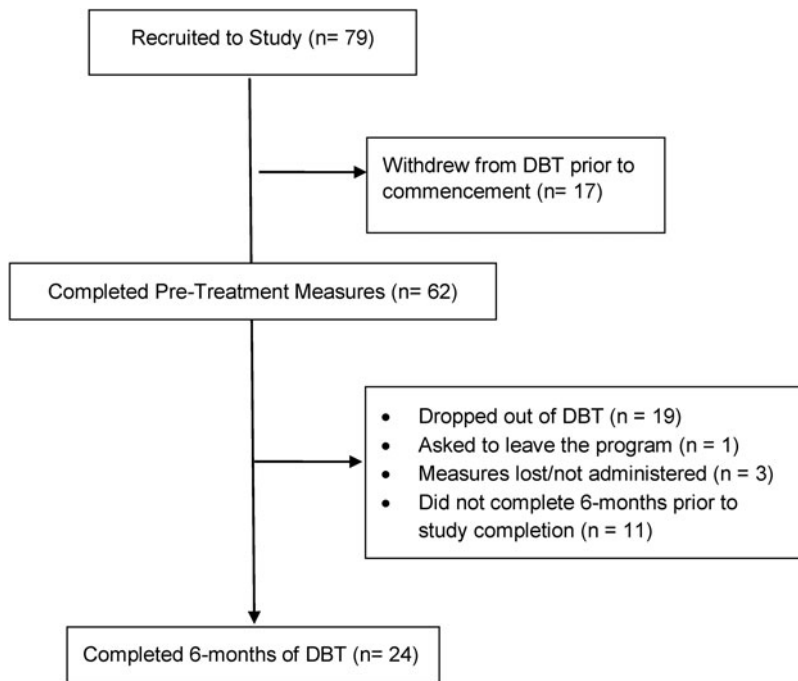 Recruited to Study (n= 79)
Withdrew from DBT prior to
commencement (n= 17)
Completed Pre-Treatment Measures (n= 62)
• Dropped out of DBT (n = 19)
• Asked to leave the program (n = 1)
• Measures lost/not administered (n = 3)
• Did not complete 6-months prior to
study completion (n = 11)
Completed 6-months of DBT (n= 24)